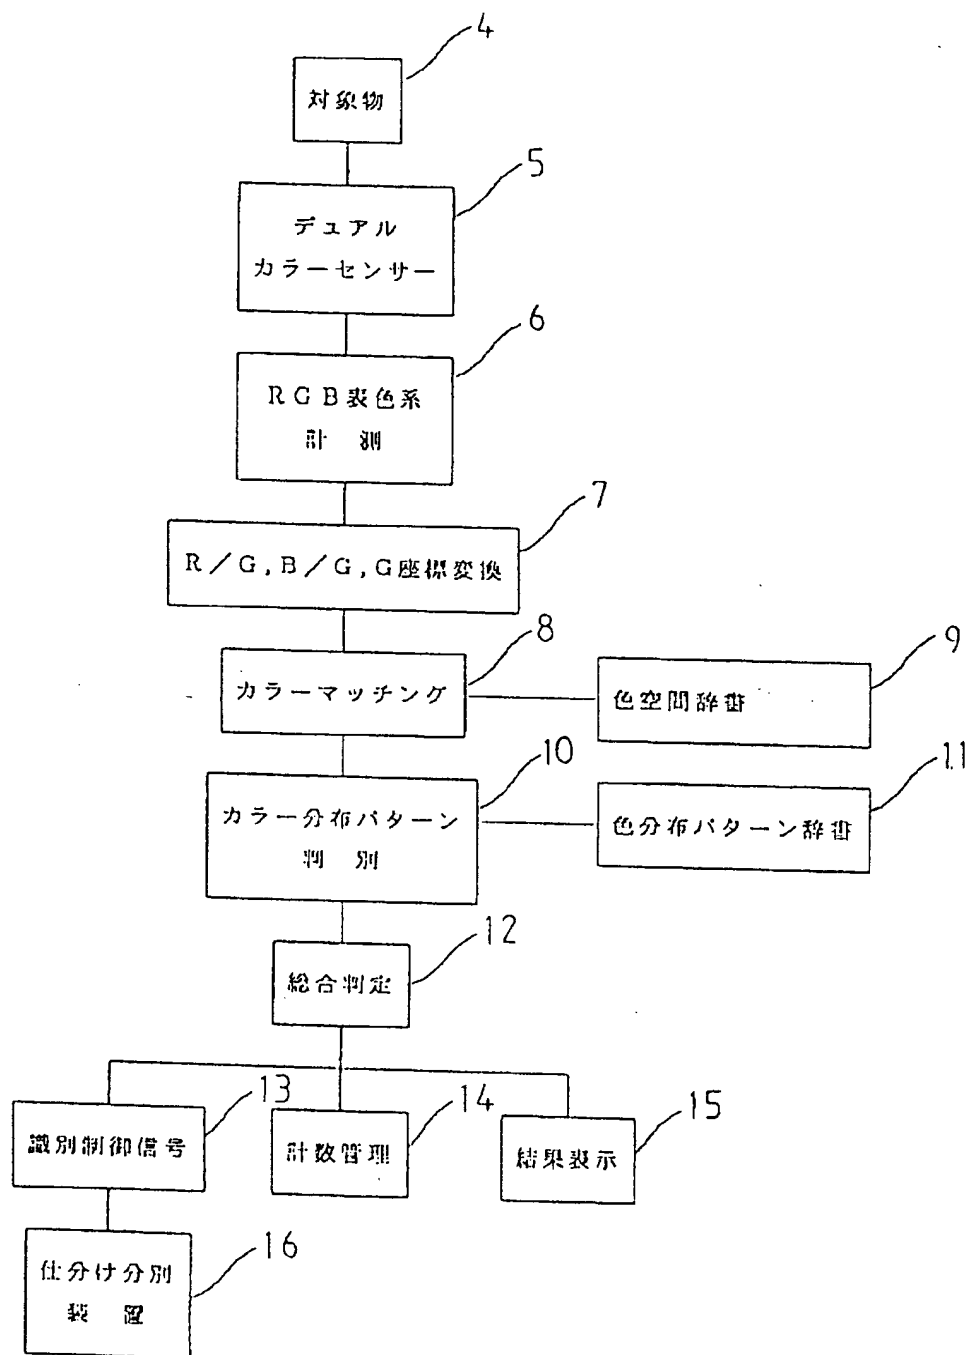 4
対象物
5
デュアル
カラーセンサー
6
RGB表色系
計 測
7
R/G,B/G,G座標変換
8
カラーマッチング
9
色空間辞書
10
カラー分布パターン
判 別
11
色分布パターン辞書
12
総合判定
13
識別制御信号
14
計数管理
15
結果表示
16
仕分け分別
装 置